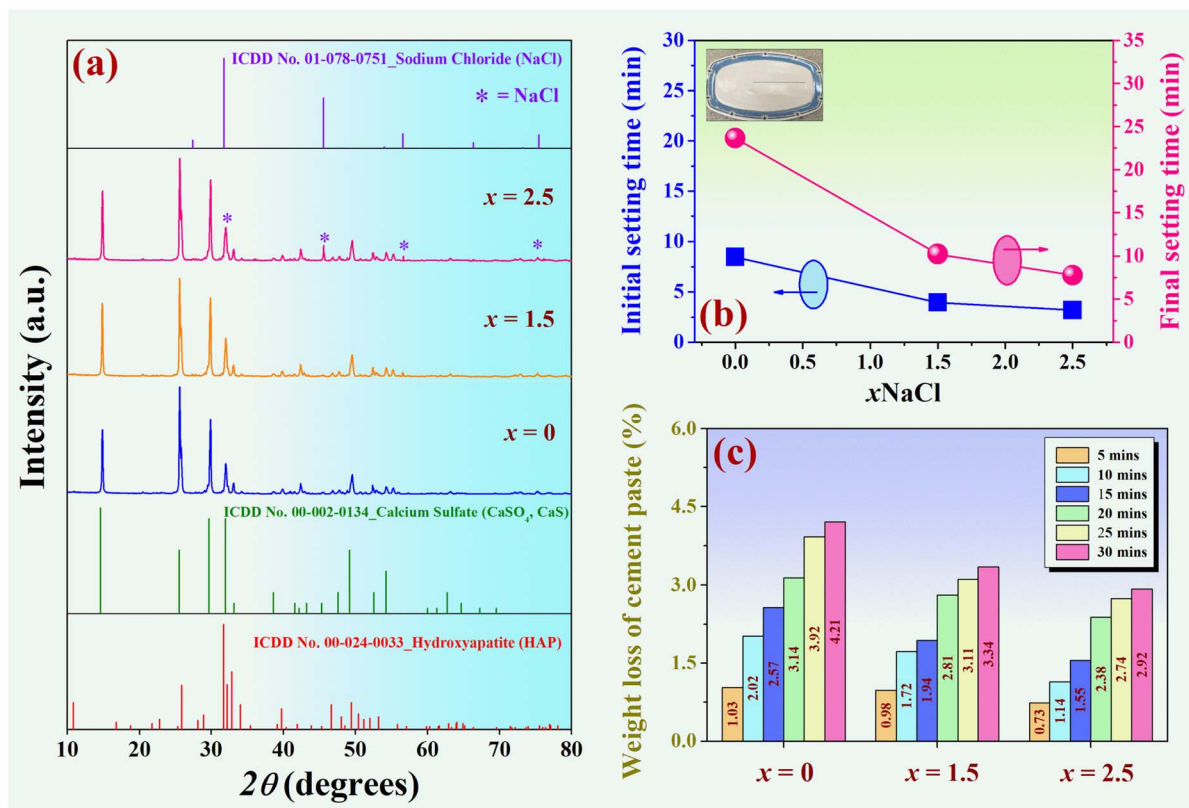 (a)
ICDD No. 01-078-0751_Sodium Chloride (NaCl)
* = NaCl
x = 2.5
*
*
*
*
x = 1.5
x = 0
ICDD No. 00-002-0134_Calcium Sulfate (CaSO₄, CaS)
ICDD No. 00-024-0033_Hydroxyapatite (HAP)
Intensity (a.u.)
10 20 30 40 50 60 70 80
2θ (degrees)
(b)
Initial setting time (min)
30
25
20
15
10
5
0
Final setting time (min)
35
30
25
20
15
10
5
0
0.0 0.5 1.0 1.5 2.0 2.5
xNaCl
(c)
Weight loss of cement paste (%)
6.0
4.5
3.0
1.5
0.0
5 mins
10 mins
15 mins
20 mins
25 mins
30 mins
1.03 2.02 2.57 3.14 3.92 4.21
0.98 1.72 1.94 2.81 3.11 3.34
0.73 1.14 1.55 2.38 2.74 2.92
x = 0 x = 1.5 x = 2.5